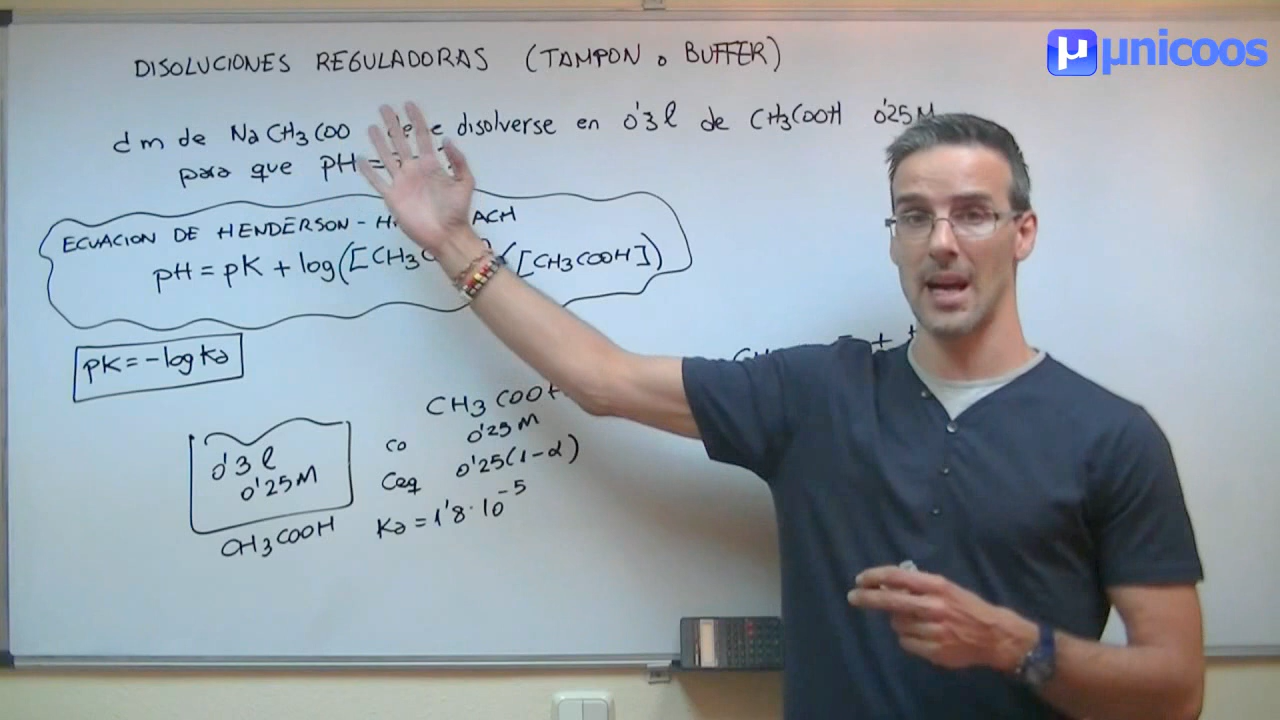 DISOLUCIONES REGULADORAS (TAMPON o BUFFER)
µnicoos
d m de NaCH3COO disolverse en 0'3 l de CH3COOH 0'25M
para que pH =
ECUACION DE HENDERSON -
pH = pK + log([CH3 / [CH3COOH])
pK = -log Ka
0'3 l
0'25M
CH3COOH
CH3COOH
co 0'25M
Ceq 0'25(1-α)
Ka = 1'8·10⁻⁵